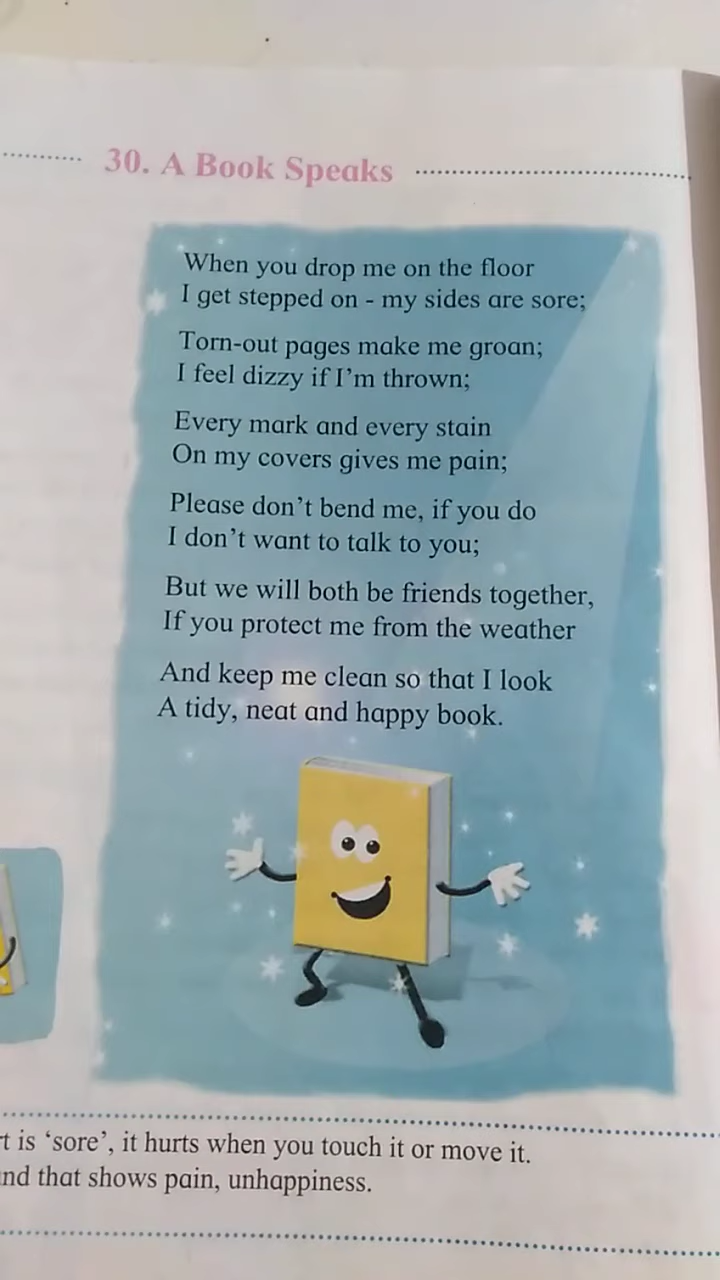 30. A Book Speaks
When you drop me on the floor
I get stepped on - my sides are sore;
Torn-out pages make me groan;
I feel dizzy if I'm thrown;
Every mark and every stain
On my covers gives me pain;
Please don't bend me, if you do
I don't want to talk to you;
But we will both be friends together,
If you protect me from the weather
And keep me clean so that I look
A tidy, neat and happy book.
is 'sore', it hurts when you touch it or move it.
that shows pain, unhappiness.